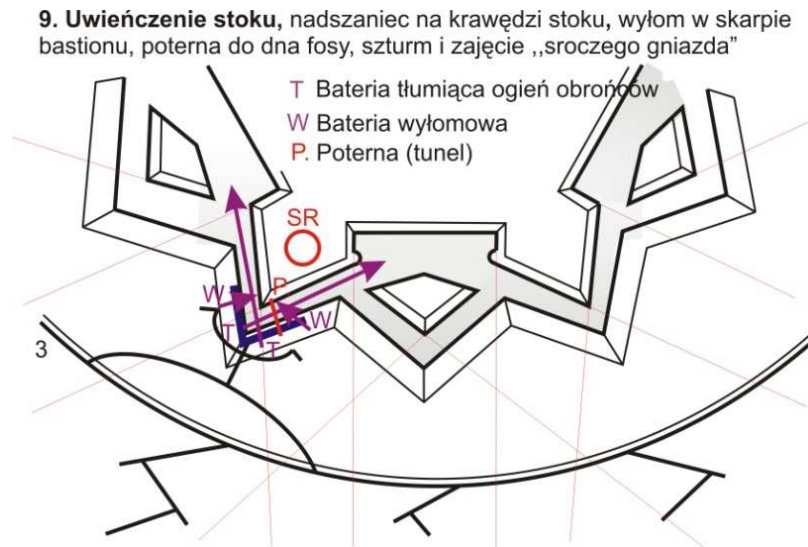 9. Uwieńczenie stoku, nadszaniec na krawędzi stoku, wyłom w skarpie
bastionu, poterna do dna fosy, szturm i zajęcie ,,sroczego gniazda”
T Bateria tłumiąca ogień obrońców
W Bateria wyłomowa
P. Poterna (tunel)
SR
P
W
T
W
T
3